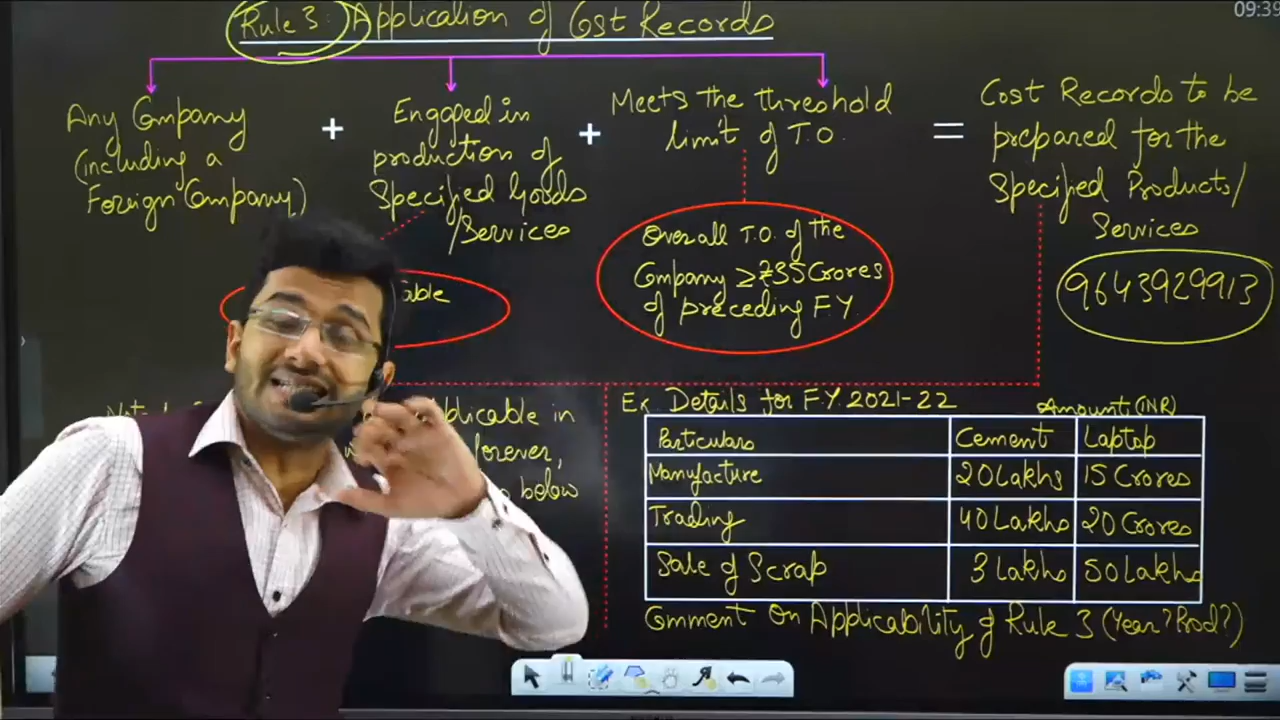 09:39
Rule 3: Application of Cost Records
Any Company
(including a
Foreign Company)
+
Engaged in
production of
Specified Goods
/Services
+
Meets the threshold
limit of T.O.
=
Cost Records to be
prepared for the
Specified Products/
Services
able
Overall T.O. of the
Company ≥ ₹35 Crores
of preceding F.Y.
9643929913
applicable in
forever,
below
Ex. Details for F.Y. 2021-22 Amount (INR)
Particulars Cement Laptop
Manufacture 20 Lakhs 15 Crores
Trading 40 Lakhs 20 Crores
Sale of Scrap 3 Lakhs 50 Lakhs
Comment on Applicability of Rule 3 (Year? Prod?)